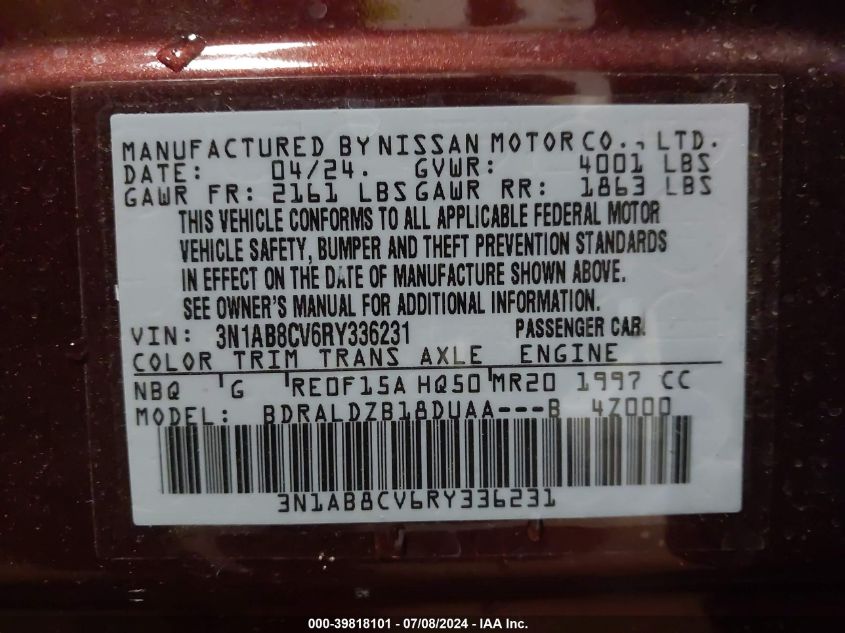 MANUFACTURED BY NISSAN MOTOR CO., LTD.
DATE: 04/24. GVWR: 4001 LBS
GAWR FR: 2161 LBS GAWR RR: 1863 LBS
THIS VEHICLE CONFORMS TO ALL APPLICABLE FEDERAL MOTOR
VEHICLE SAFETY, BUMPER AND THEFT PREVENTION STANDARDS
IN EFFECT ON THE DATE OF MANUFACTURE SHOWN ABOVE.
SEE OWNER'S MANUAL FOR ADDITIONAL INFORMATION.
VIN: 3N1AB8CV6RY336231 PASSENGER CAR
COLOR TRIM TRANS AXLE ENGINE
NBQ G RE0F15A HQ50 MR20 1997 CC
MODEL: BDRALDZB18DUAA---B 4Z000
3N1AB8CV6RY336231
000-39818101 - 07/08/2024 - IAA Inc.